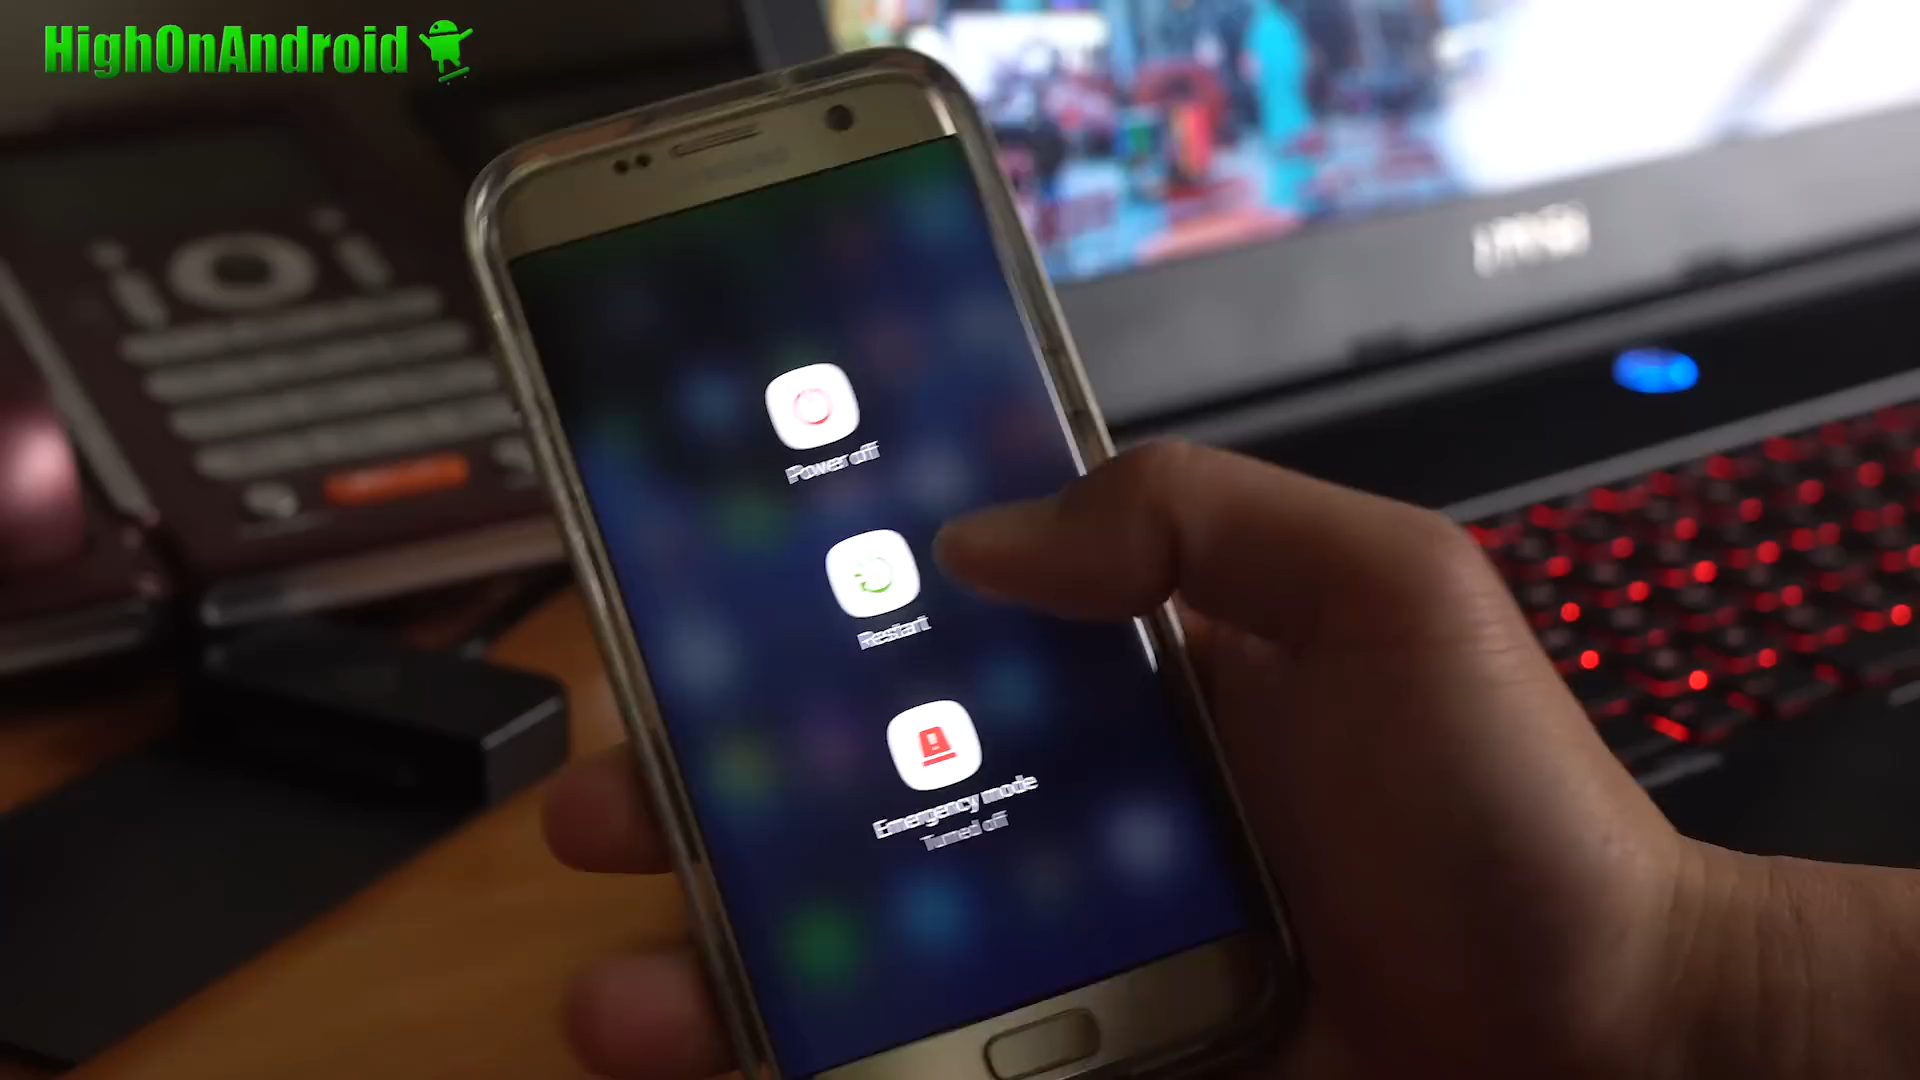 HighOnAndroid
Power off
Restart
Emergency mode
Turned off